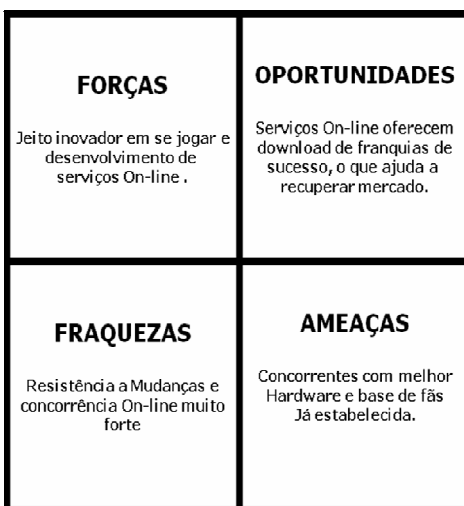 FORÇAS
Jeito inovador em se jogar e
desenvolvimento de
serviços On-line .
OPORTUNIDADES
Serviços On-line oferecem
download de franquias de
sucesso, o que ajuda a
recuperar mercado.
FRAQUEZAS
Resistência a Mudanças e
concorrência On-line muito
forte
AMEAÇAS
Concorrentes com melhor
Hardware e base de fãs
Já estabelecida.